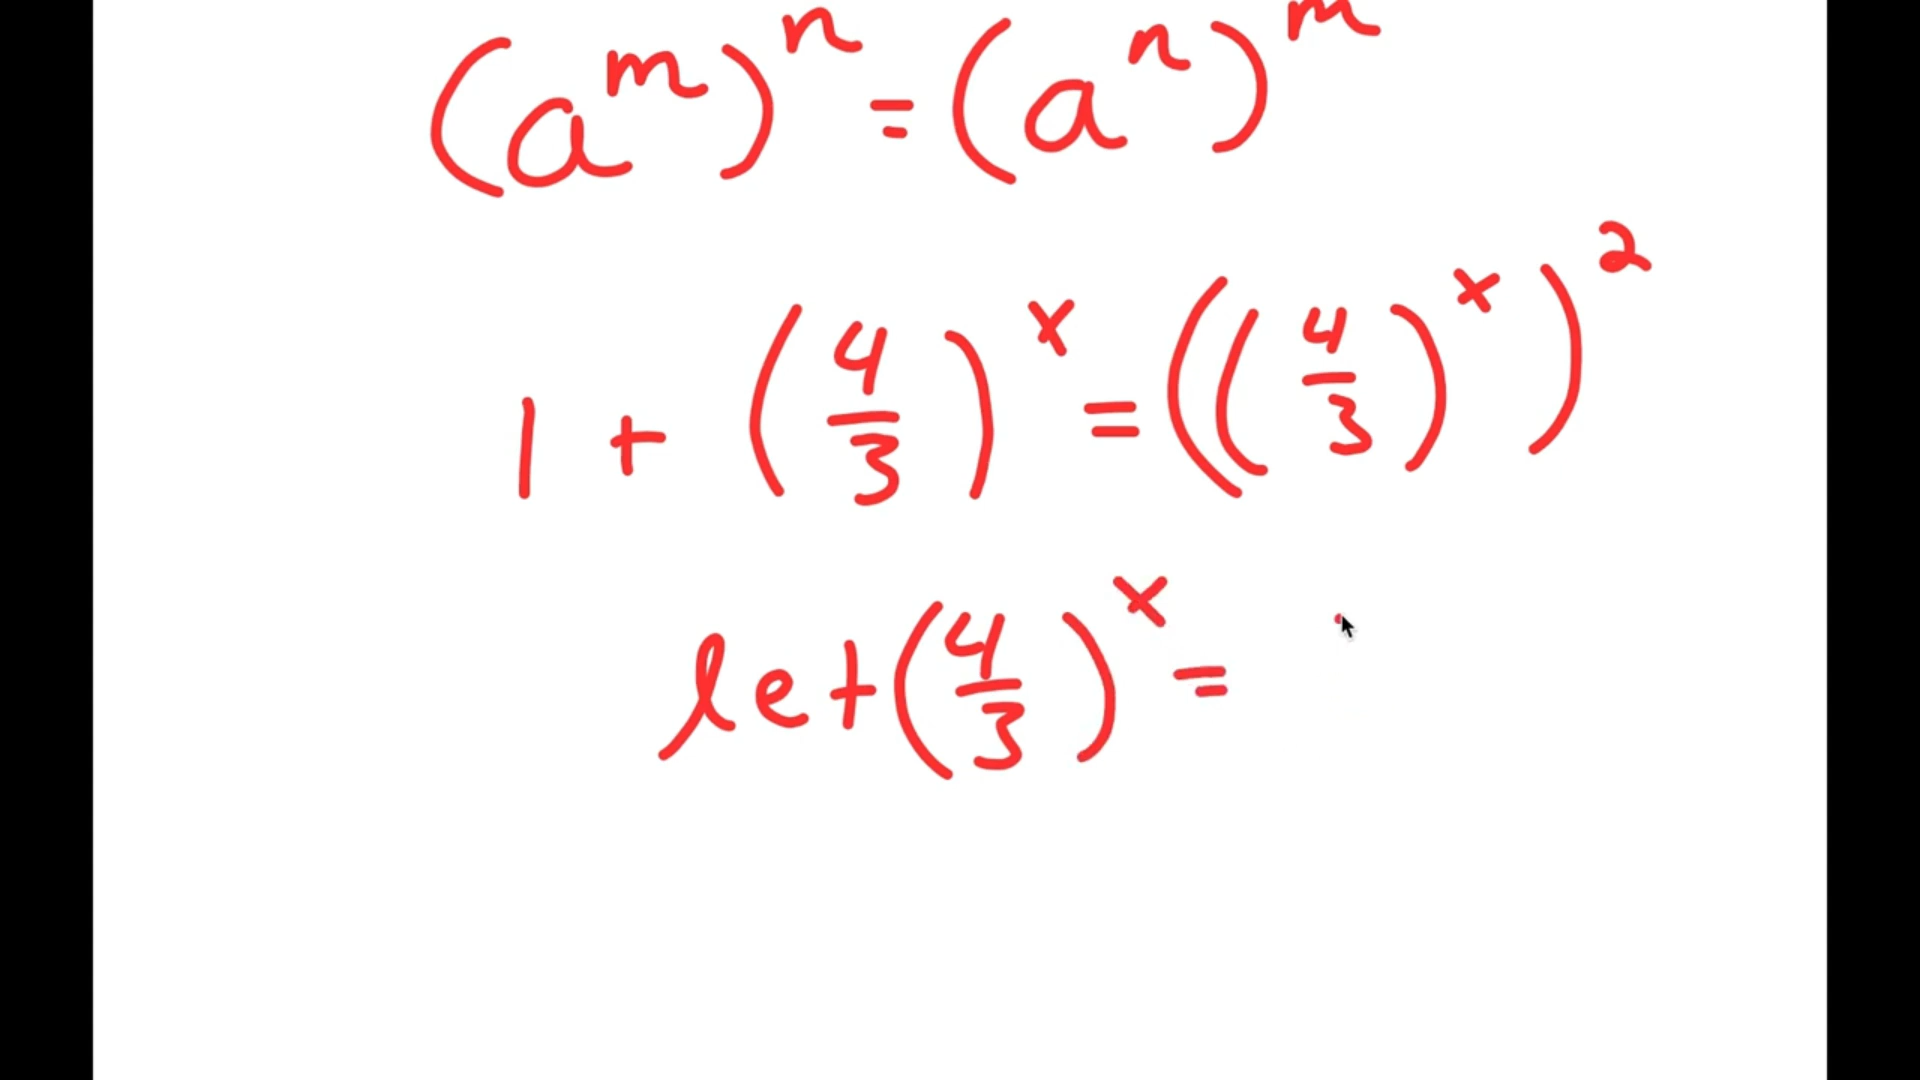 (a^m)^n = (a^n)^m
1 + (4/3)^x = ((4/3)^x)^2
let (4/3)^x =